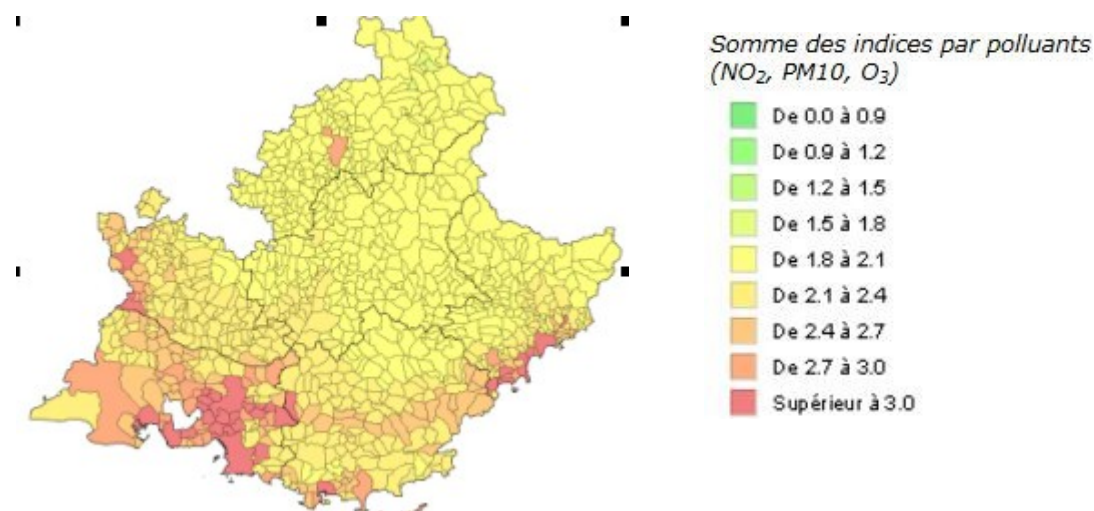 Somme des indices par polluants
(NO₂, PM10, O₃)
De 0.0 à 0.9
De 0.9 à 1.2
De 1.2 à 1.5
De 1.5 à 1.8
De 1.8 à 2.1
De 2.1 à 2.4
De 2.4 à 2.7
De 2.7 à 3.0
Supérieur à 3.0